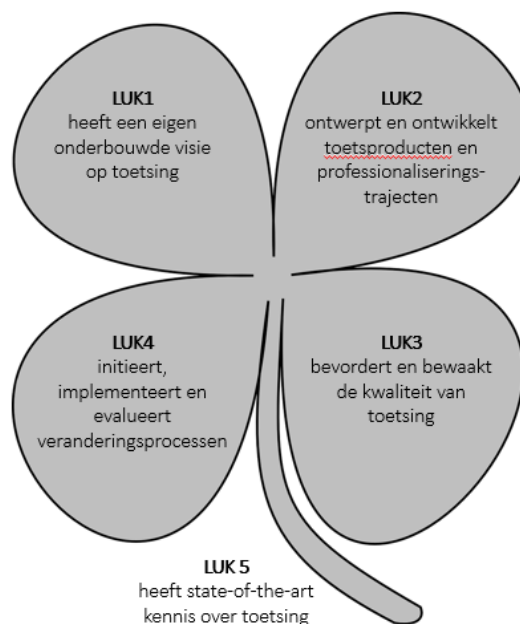 LUK1
heeft een eigen
onderbouwde visie
op toetsing
LUK2
ontwerpt en ontwikkelt
toetsproducten en
professionaliserings-
trajecten
LUK4
initieert,
implementeert en
evalueert
veranderingsprocessen
LUK3
bevordert en bewaakt
de kwaliteit van
toetsing
LUK 5
heeft state-of-the-art
kennis over toetsing